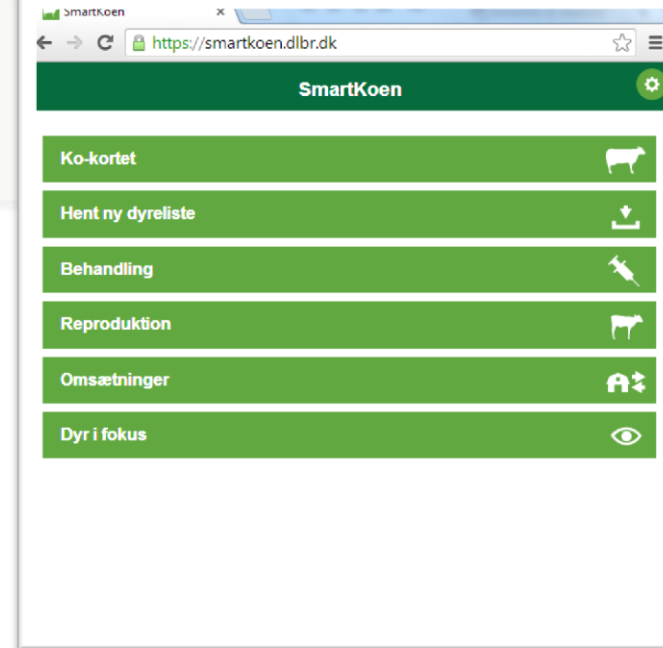 SmartKoen
https://smartkoen.dlbr.dk
SmartKoen
Ko-kortet
Hent ny dyreliste
Behandling
Reproduktion
Omsætninger
Dyr i fokus